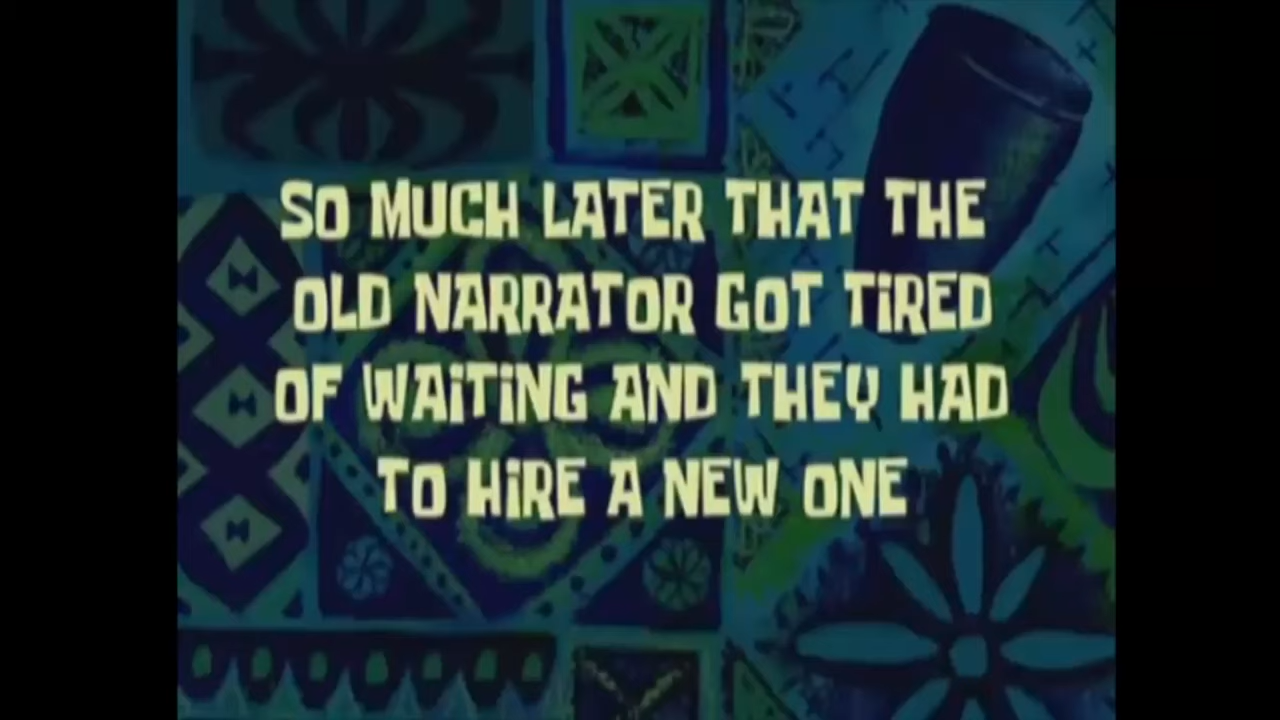 SO MUCH LATER THAT THE
OLD NARRATOR GOT TiRED
OF WAiTiNG AND THEY HAD
TO HiRE A NEW ONE